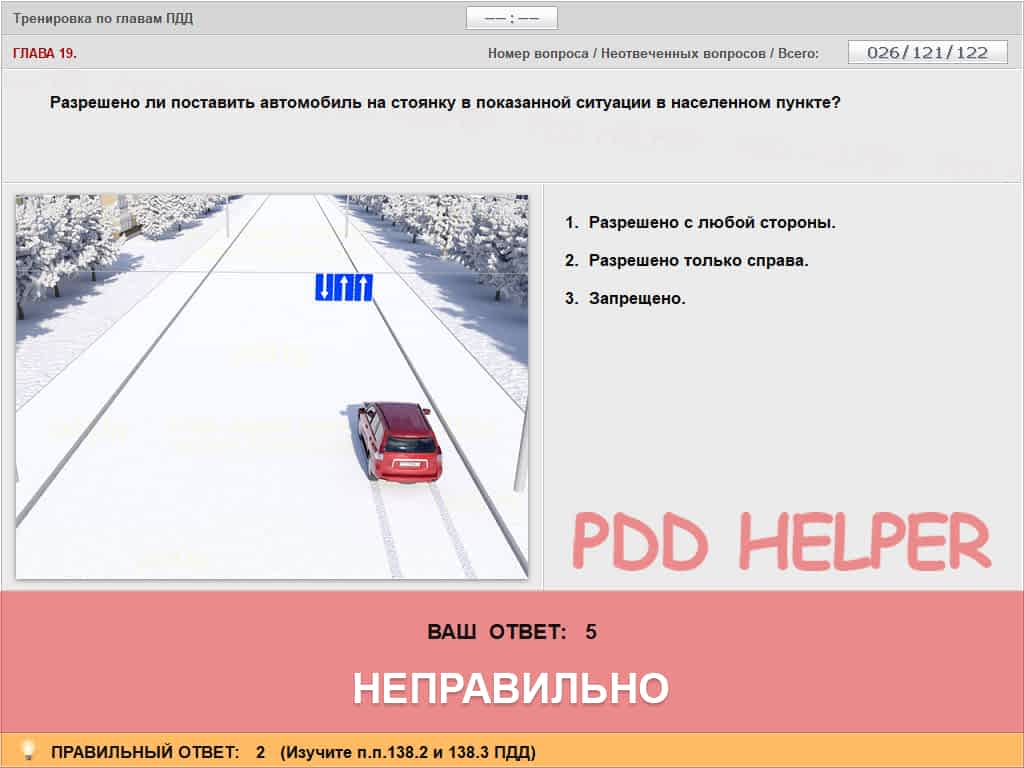 Тренировка по главам ПДД
–– : ––
ГЛАВА 19.
Номер вопроса / Неотвеченных вопросов / Всего:
026/121/122
Разрешено ли поставить автомобиль на стоянку в показанной ситуации в населенном пункте?
1. Разрешено с любой стороны.
2. Разрешено только справа.
3. Запрещено.
PDD HELPER
ВАШ ОТВЕТ: 5
НЕПРАВИЛЬНО
ПРАВИЛЬНЫЙ ОТВЕТ: 2 (Изучите п.п.138.2 и 138.3 ПДД)